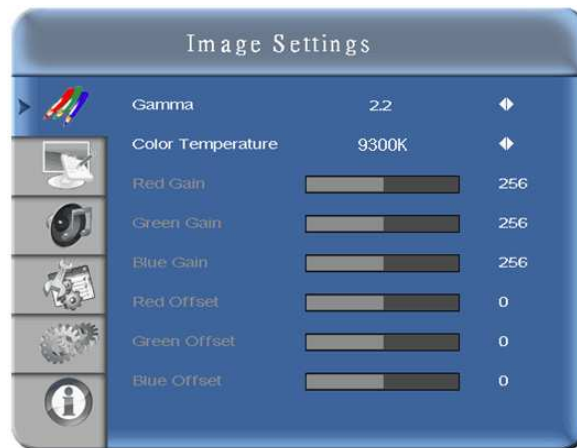 Image Settings
Gamma 2.2
Color Temperature 9300K
Red Gain 256
Green Gain 256
Blue Gain 256
Red Offset 0
Green Offset 0
Blue Offset 0